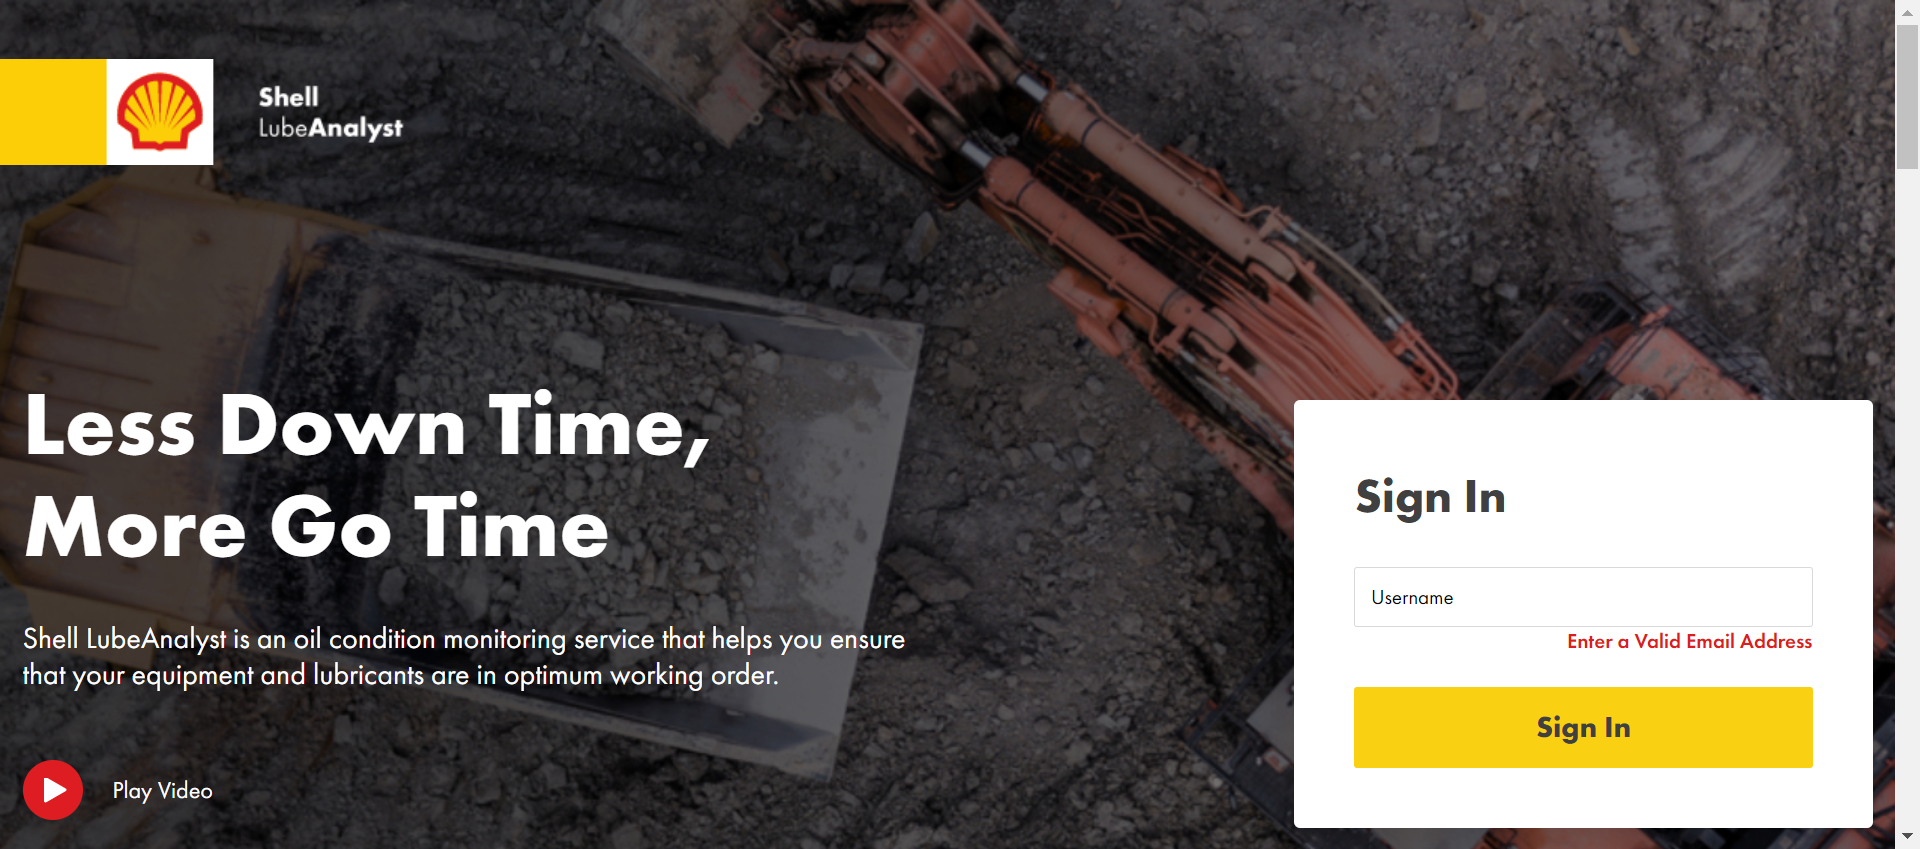 Shell
LubeAnalyst
Less Down Time,
More Go Time
Shell LubeAnalyst is an oil condition monitoring service that helps you ensure
that your equipment and lubricants are in optimum working order.
Play Video
Sign In
Username
Enter a Valid Email Address
Sign In